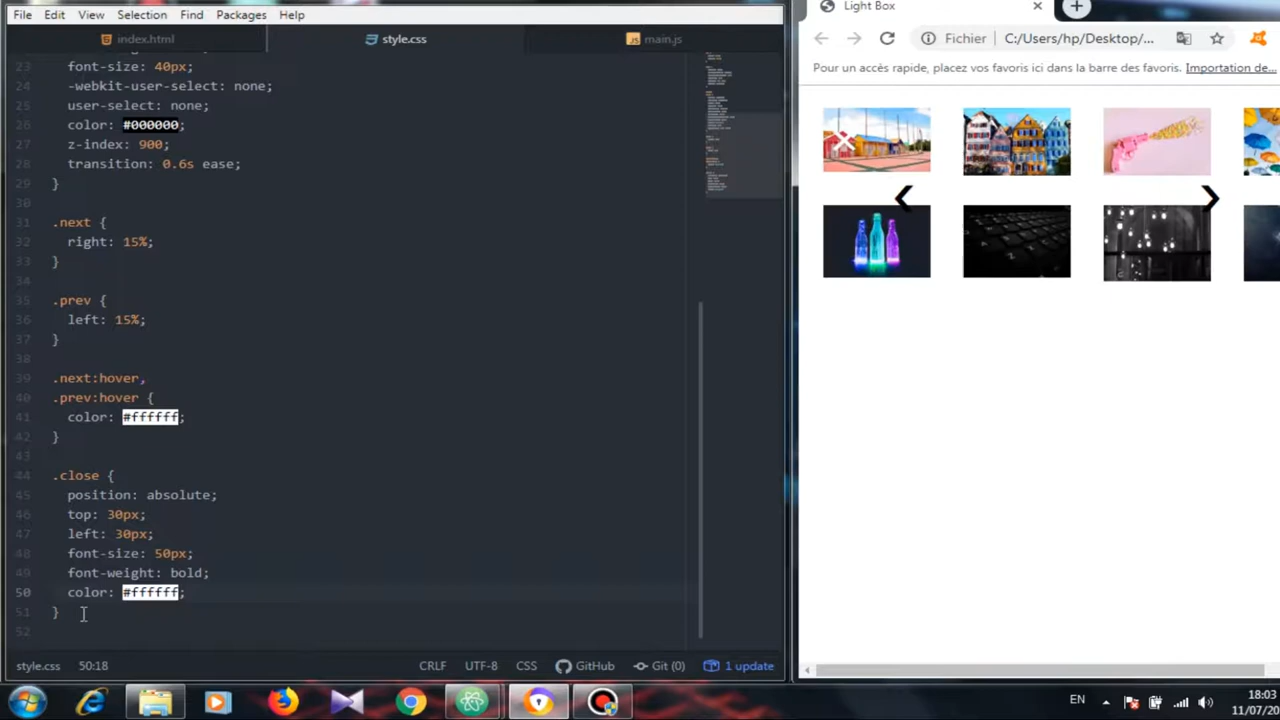 File Edit View Selection Find Packages Help
index.html style.css main.js
23
font-size: 40px;
-webkit-user-select: none;
25 user-select: none;
26 color: #000000;
27 z-index: 900;
28 transition: 0.6s ease;
29 }
30
31 .next {
32 right: 15%;
33 }
34
35 .prev {
36 left: 15%;
37 }
38
39 .next:hover,
40 .prev:hover {
41 color: #ffffff;
42 }
43
44 .close {
45 position: absolute;
46 top: 30px;
47 left: 30px;
48 font-size: 50px;
49 font-weight: bold;
50 color: #ffffff;
51 }
52
style.css 50:18 CRLF UTF-8 CSS GitHub Git (0) 1 update
Light Box
Fichier C:/Users/hp/Desktop/...
Pour un accès rapide, placez vos favoris ici dans la barre des favoris. Importation de...
EN 18:03
11/07/20